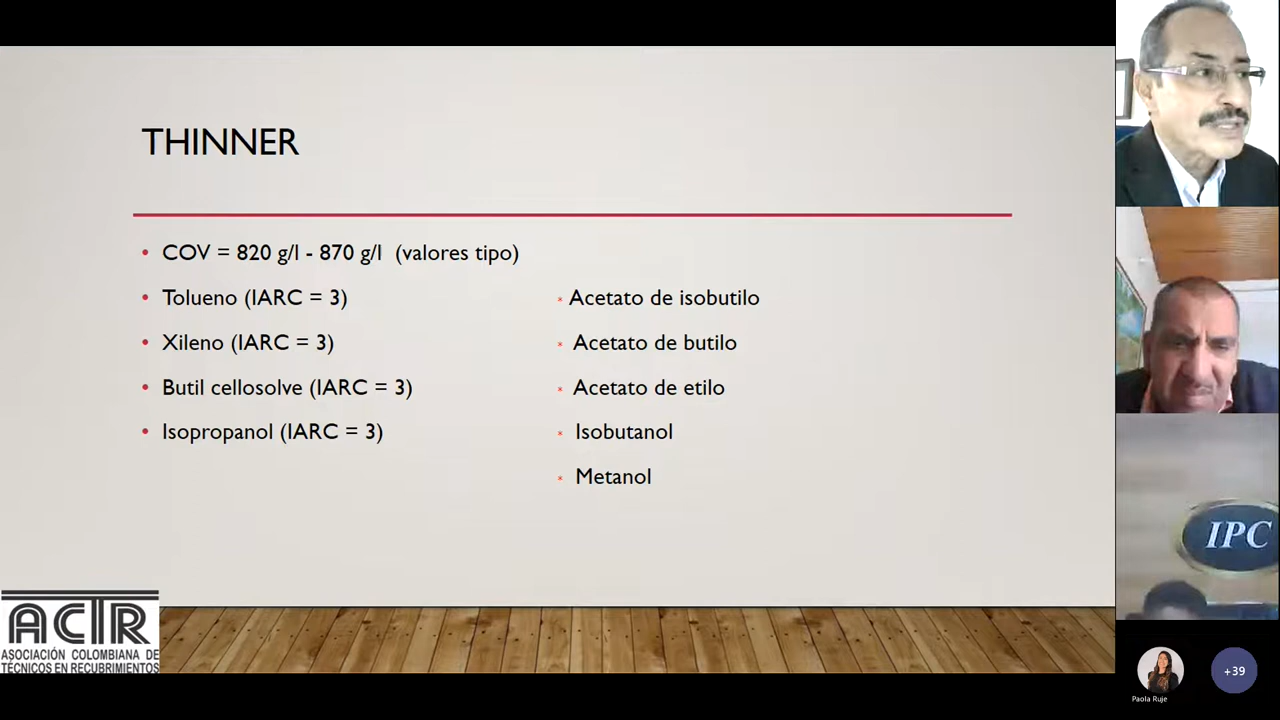 THINNER
COV = 820 g/l - 870 g/l (valores tipo)
Tolueno (IARC = 3)
Xileno (IARC = 3)
Butil cellosolve (IARC = 3)
Isopropanol (IARC = 3)
* Acetato de isobutilo
* Acetato de butilo
* Acetato de etilo
* Isobutanol
* Metanol
ACTR
ASOCIACIÓN COLOMBIANA DE
TÉCNICOS EN RECUBRIMIENTOS
IPC
Paola Ruje
+39